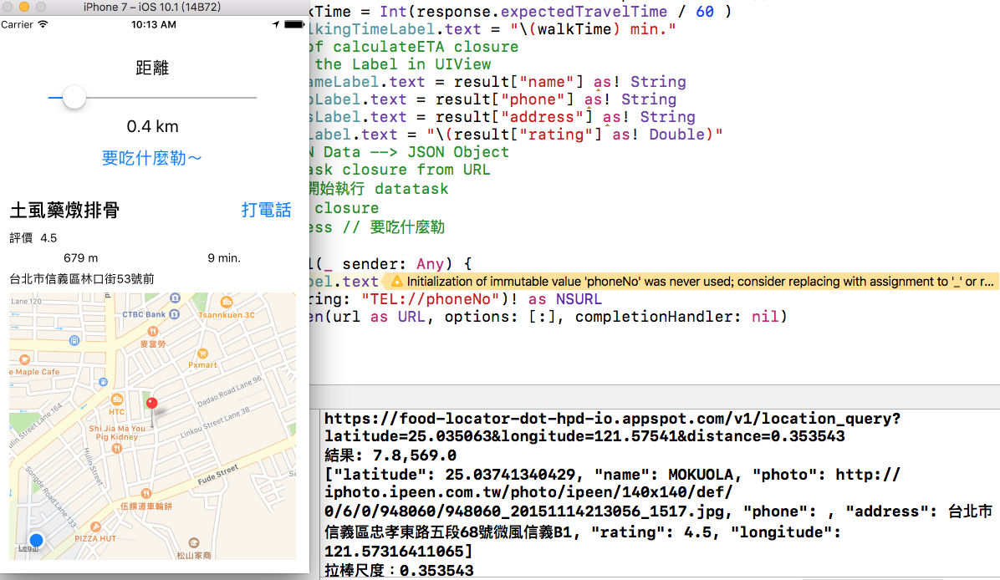 iPhone 7 – iOS 10.1 (14B72)
Carrier
10:13 AM
距離
0.4 km
要吃什麼勒～
土虱藥燉排骨
打電話
評價 4.5
679 m
9 min.
台北市信義區林口街53號前
Lane 120
CTBC Bank
Tsannkuen 3C
麥當勞
e Maple Cafe
Pxmart
HTC
Dadao Road Lane 96
Hulin Street Lane 164
Shi Jia Ma You
Pig Kidney
Linkou Street Lane 38
Hulin Street
Fude Street
Songde Road Lane 133
伍饌道車輪餅
PIZZA HUT
松山家商
Legal
kTime = Int(response.expectedTravelTime / 60 )
lkingTimeLabel.text = "\(walkTime) min."
of calculateETA closure
the Label in UIView
ameLabel.text = result["name"] as! String
oLabel.text = result["phone"] as! String
sLabel.text = result["address"] as! String
Label.text = "\(result["rating"] as! Double)"
N Data --> JSON Object
ask closure from URL
開始執行 datatask
closure
ess // 要吃什麼勒
l(_ sender: Any) {
bel.text
Initialization of immutable value 'phoneNo' was never used; consider replacing with assignment to '_' or r...
ring: "TEL://phoneNo")! as NSURL
en(url as URL, options: [:], completionHandler: nil)
https://food-locator-dot-hpd-io.appspot.com/v1/location_query?
latitude=25.035063&longitude=121.57541&distance=0.353543
結果: 7.8,569.0
["latitude": 25.03741340429, "name": MOKUOLA, "photo": http://
iphoto.ipeen.com.tw/photo/ipeen/140x140/def/
0/6/0/948060/948060_20151114213056_1517.jpg, "phone": , "address": 台北市
信義區忠孝東路五段68號微風信義B1, "rating": 4.5, "longitude":
121.57316411065]
拉棒尺度：0.353543